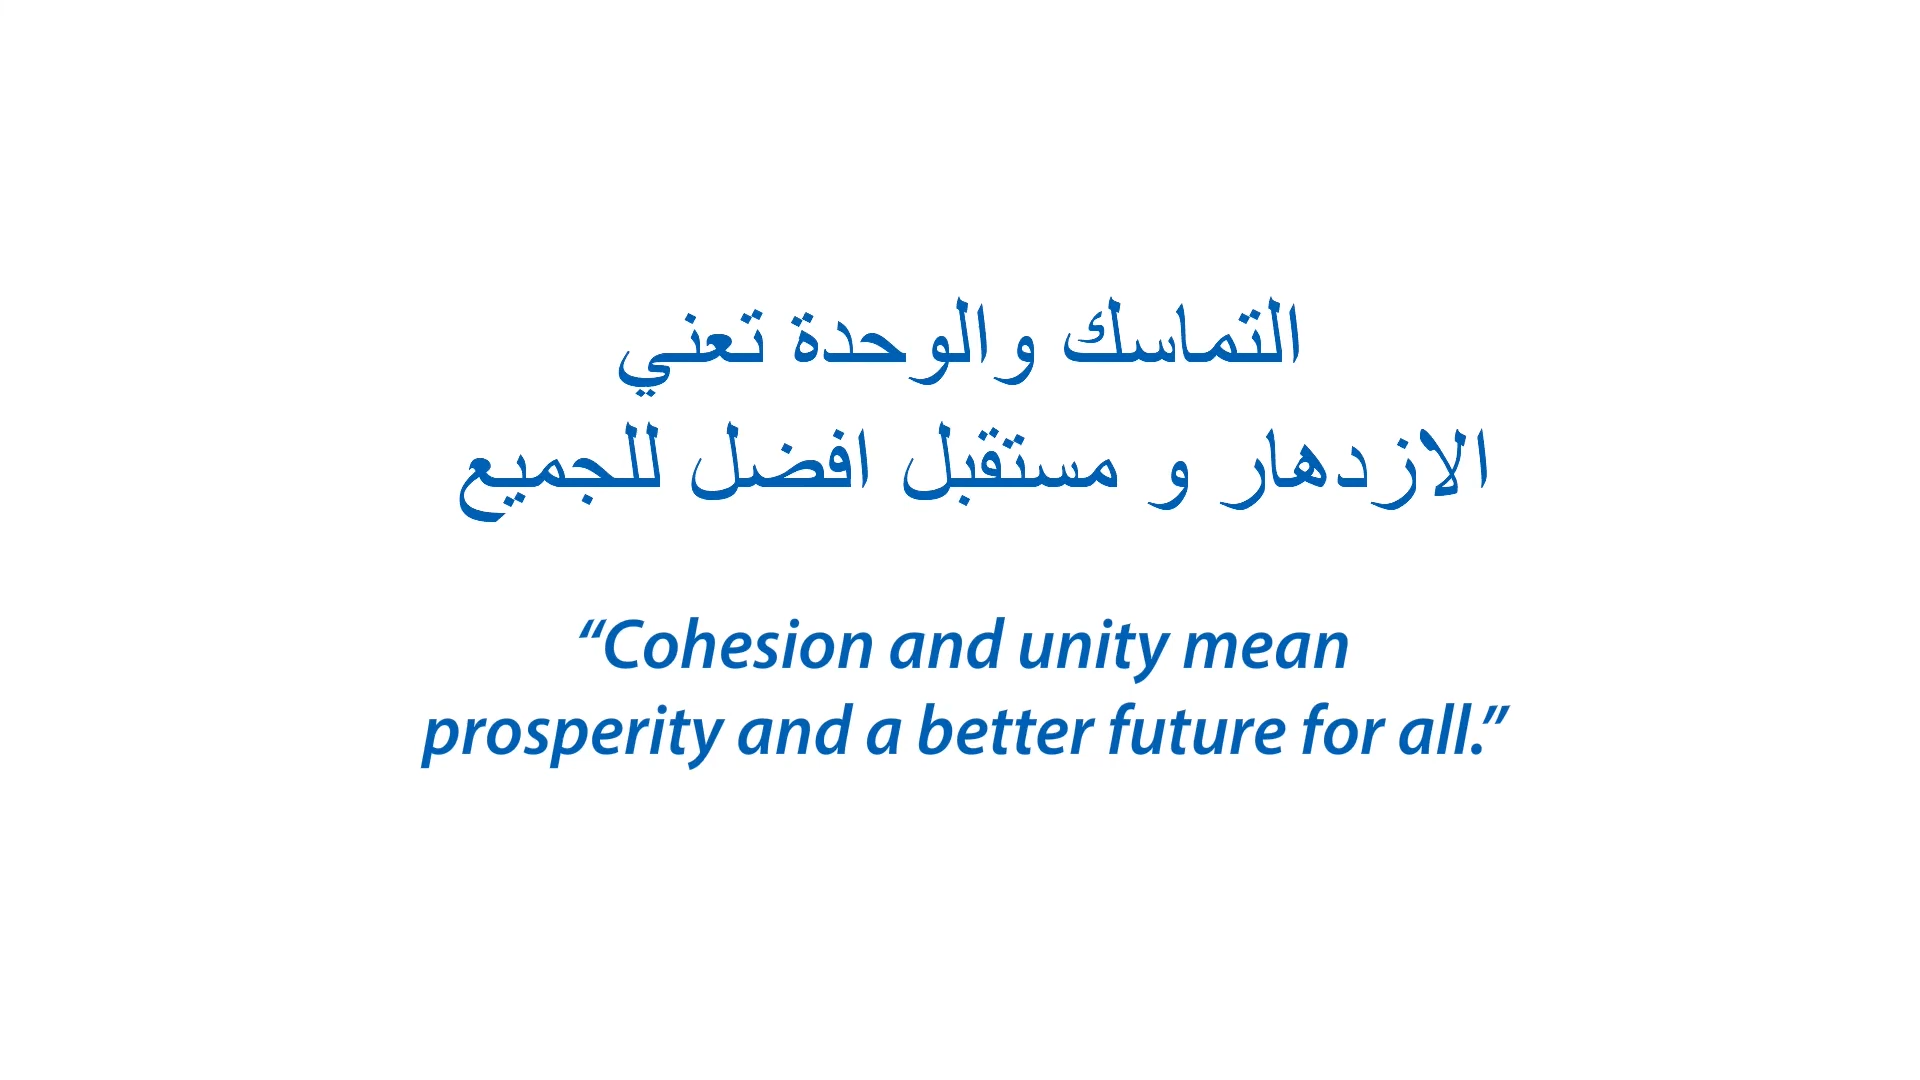 التماسك والوحدة تعني
الازدهار و مستقبل افضل للجميع
“Cohesion and unity mean
prosperity and a better future for all.”